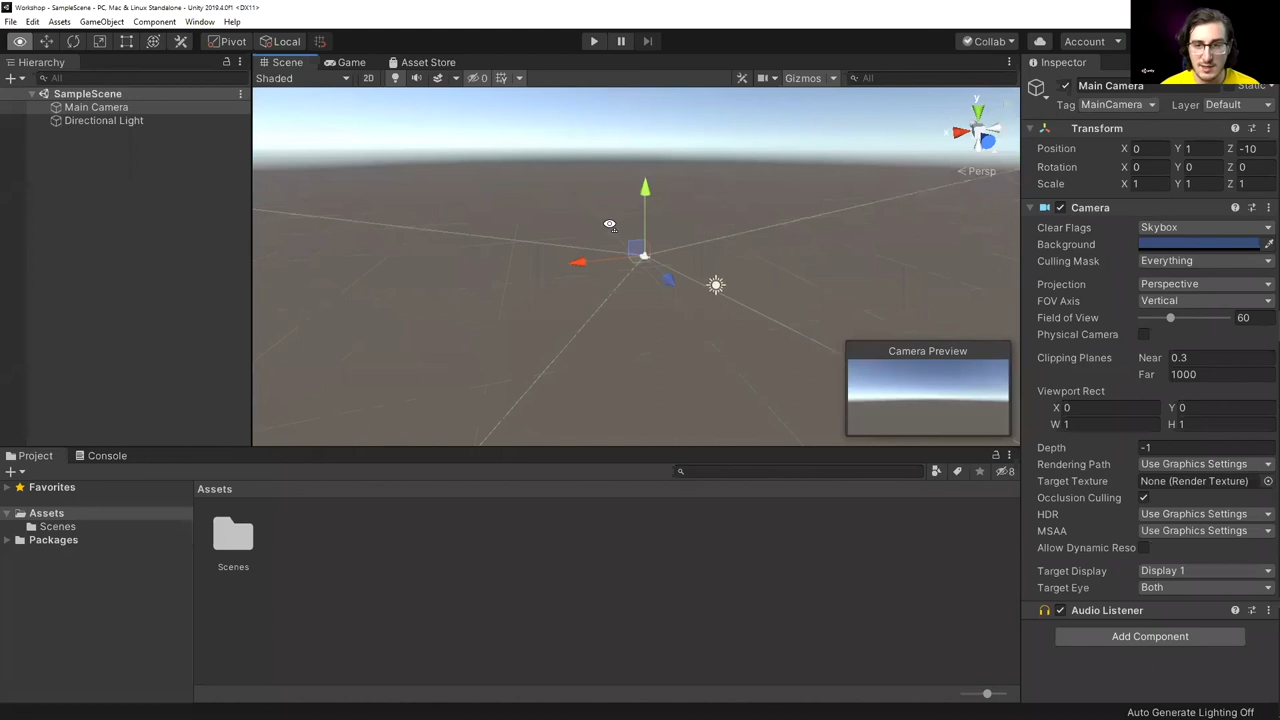 Workshop - SampleScene - PC, Mac & Linux Standalone - Unity 2019.4.0f1 <DX11>
File Edit Assets GameObject Component Window Help
Pivot Local Collab Account
Hierarchy
All
SampleScene
Main Camera
Directional Light
Scene Game Asset Store
Shaded 2D 0 Gizmos All
y
x
< Persp
Camera Preview
Inspector
Main Camera Static
Tag MainCamera Layer Default
Transform
Position X 0 Y 1 Z -10
Rotation X 0 Y 0 Z 0
Scale X 1 Y 1 Z 1
Camera
Clear Flags Skybox
Background
Culling Mask Everything
Projection Perspective
FOV Axis Vertical
Field of View 60
Physical Camera
Clipping Planes Near 0.3
Far 1000
Viewport Rect
X 0 Y 0
W 1 H 1
Depth -1
Rendering Path Use Graphics Settings
Target Texture None (Render Texture)
Occlusion Culling
HDR Use Graphics Settings
MSAA Use Graphics Settings
Allow Dynamic Reso
Target Display Display 1
Target Eye Both
Audio Listener
Add Component
Project Console
8
Favorites
Assets
Scenes
Packages
Assets
Scenes
Auto Generate Lighting Off